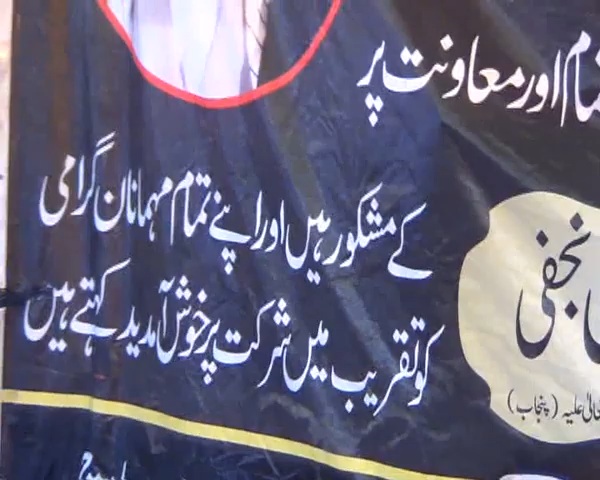 اور معاونت پر
کے مشکور ہیں اور اپنے تمام مہمانان گرامی
کو تقریب میں شرکت پر خوش آمدید کہتے ہیں
نجفی
علیہ (پنجاب)